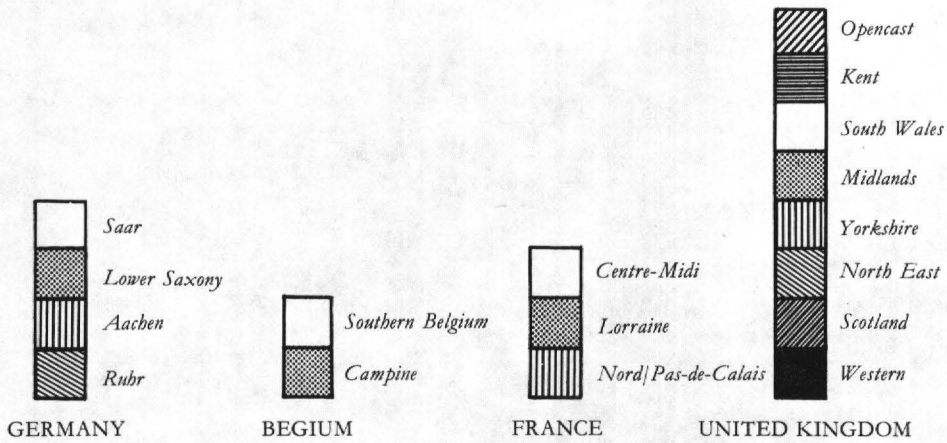 Opencast
Kent
South Wales
Midlands
Yorkshire
North East
Scotland
Western
UNITED KINGDOM
Saar
Lower Saxony
Aachen
Ruhr
GERMANY
Southern Belgium
Campine
BEGIUM
Centre-Midi
Lorraine
Nord/Pas-de-Calais
FRANCE